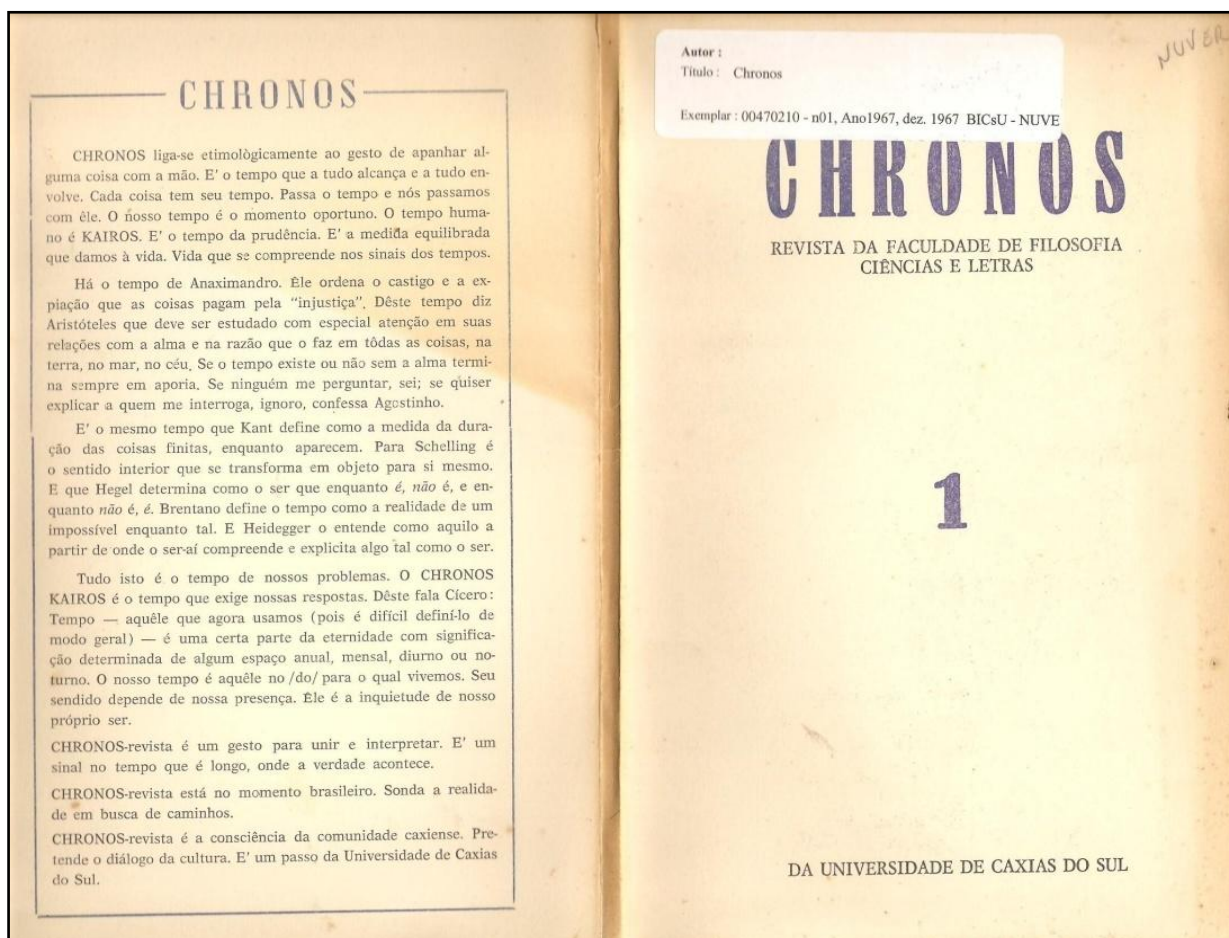 CHRONOS
CHRONOS liga-se etimològicamente ao gesto de apanhar al-
guma coisa com a mão. E' o tempo que a tudo alcança e a tudo en-
volve. Cada coisa tem seu tempo. Passa o tempo e nós passamos
com êle. O nosso tempo é o momento oportuno. O tempo huma-
no é KAIROS. E' o tempo da prudência. E' a medida equilibrada
que damos à vida. Vida que se compreende nos sinais dos tempos.
Há o tempo de Anaximandro. Êle ordena o castigo e a ex-
piação que as coisas pagam pela “injustiça”. Dêste tempo diz
Aristóteles que deve ser estudado com especial atenção em suas
relações com a alma e na razão que o faz em tôdas as coisas, na
terra, no mar, no céu. Se o tempo existe ou não sem a alma termi-
na sempre em aporia. Se ninguém me perguntar, sei; se quiser
explicar a quem me interroga, ignoro, confessa Agostinho.
E' o mesmo tempo que Kant define como a medida da dura-
ção das coisas finitas, enquanto aparecem. Para Schelling é
o sentido interior que se transforma em objeto para si mesmo.
E que Hegel determina como o ser que enquanto é, não é, e en-
quanto não é, é. Brentano define o tempo como a realidade de um
impossível enquanto tal. E Heidegger o entende como aquilo a
partir de onde o ser-aí compreende e explicita algo tal como o ser.
Tudo isto é o tempo de nossos problemas. O CHRONOS
KAIROS é o tempo que exige nossas respostas. Dêste fala Cícero:
Tempo — aquêle que agora usamos (pois é difícil definí-lo de
modo geral) — é uma certa parte da eternidade com significa-
ção determinada de algum espaço anual, mensal, diurno ou no-
turno. O nosso tempo é aquêle no /do/ para o qual vivemos. Seu
sendido depende de nossa presença. Êle é a inquietude de nosso
próprio ser.
CHRONOS-revista é um gesto para unir e interpretar. E' um
sinal no tempo que é longo, onde a verdade acontece.
CHRONOS-revista está no momento brasileiro. Sonda a realida-
de em busca de caminhos.
CHRONOS-revista é a consciência da comunidade caxiense. Pre-
tende o diálogo da cultura. E' um passo da Universidade de Caxias
do Sul.
NUVER
Autor :
Título : Chronos
Exemplar : 00470210 - n01, Ano1967, dez. 1967 BICsU - NUVE
CHRONOS
REVISTA DA FACULDADE DE FILOSOFIA
CIÊNCIAS E LETRAS
1
DA UNIVERSIDADE DE CAXIAS DO SUL